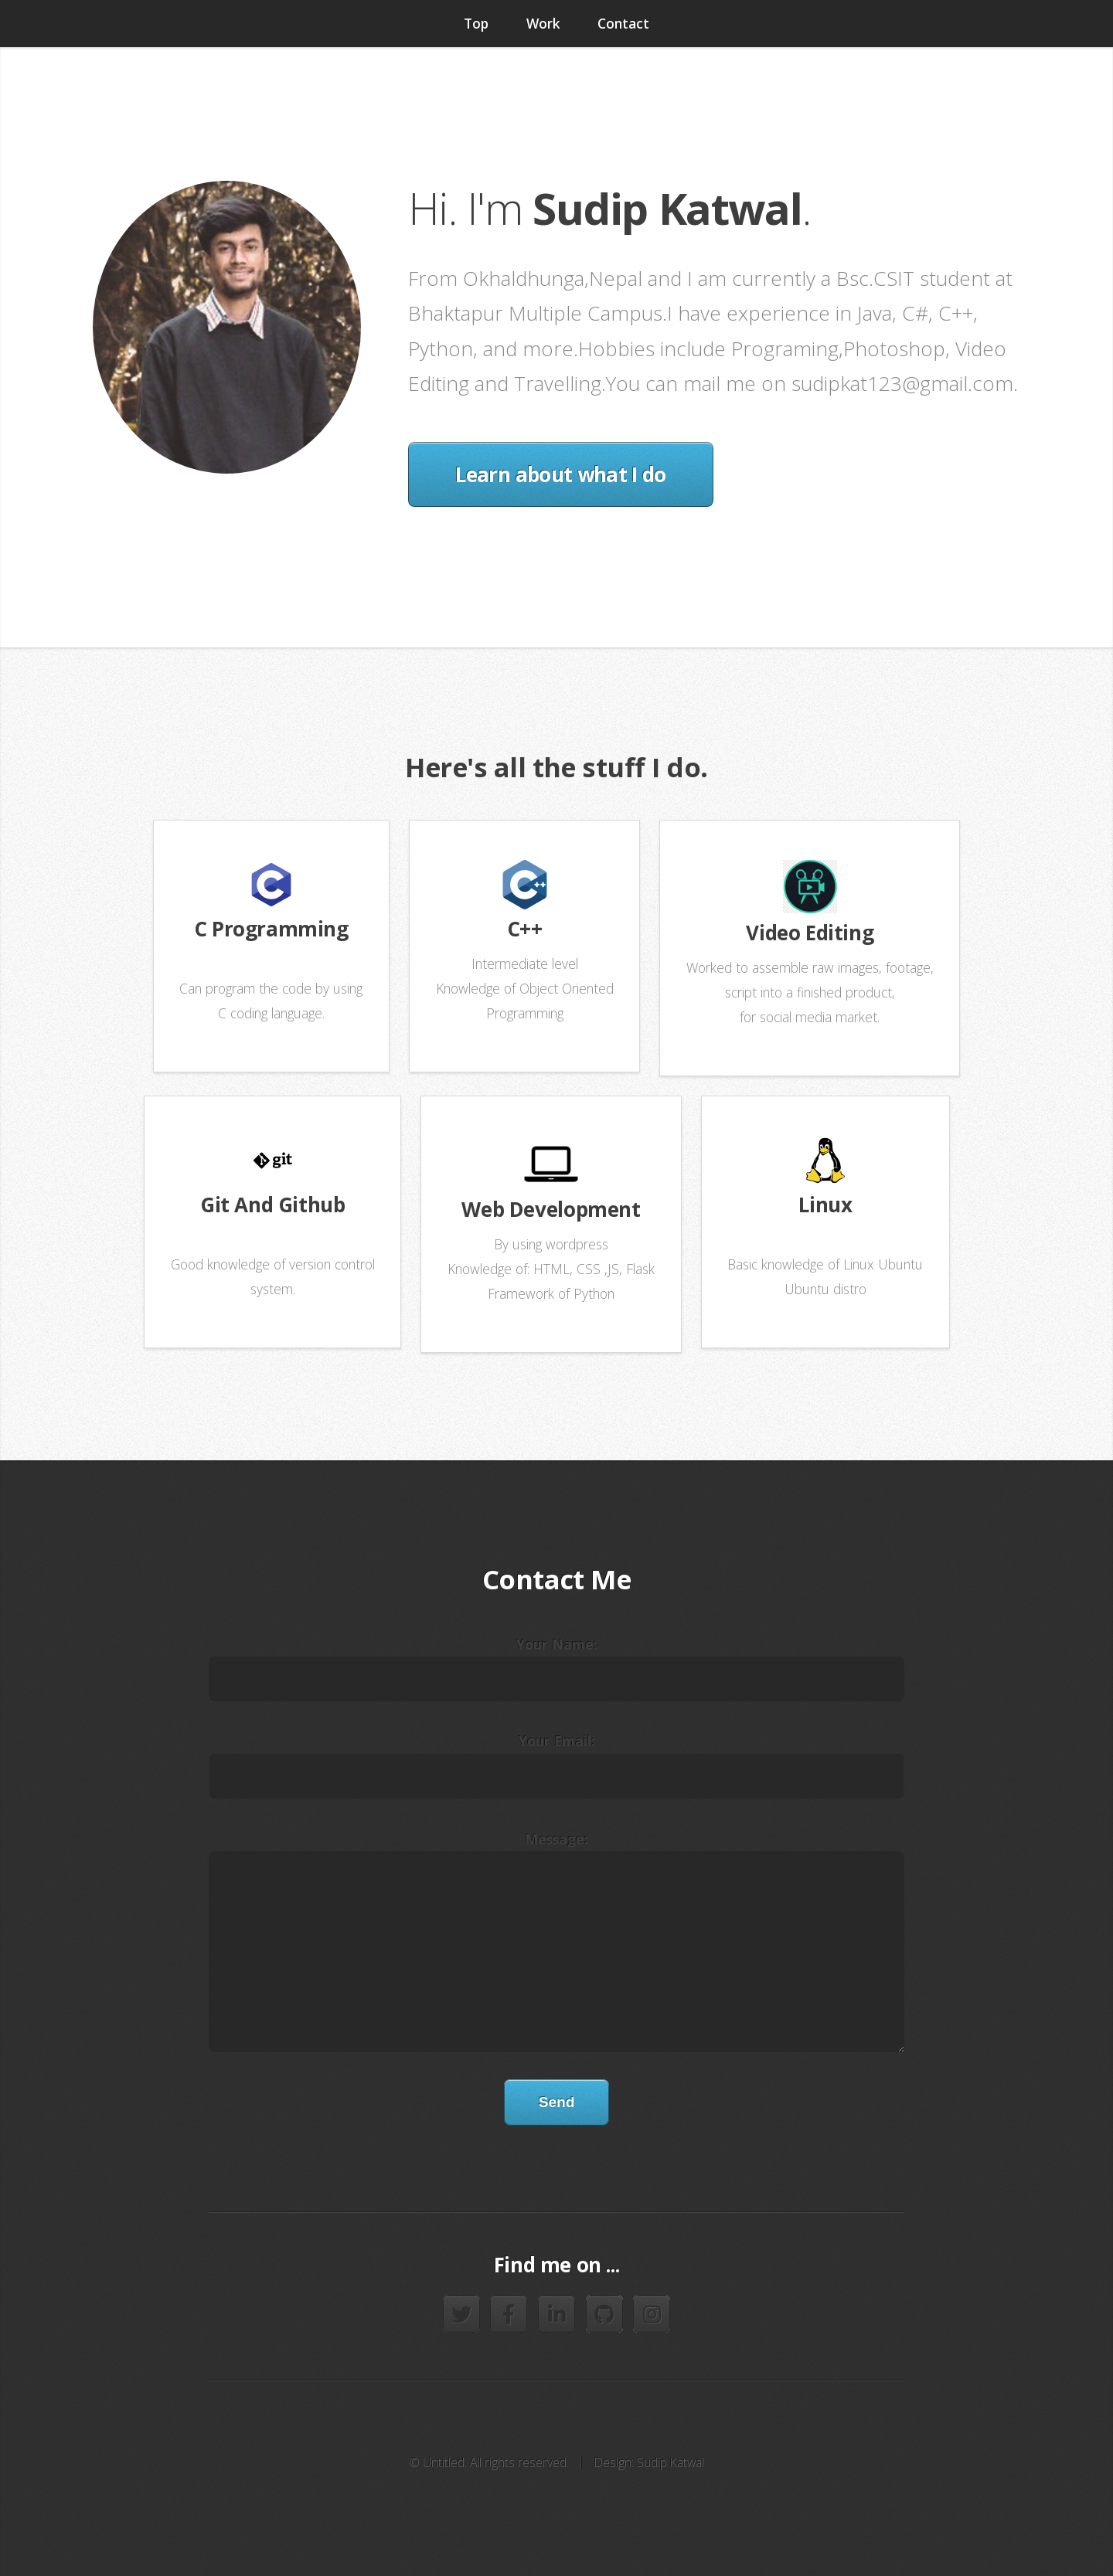 Top Work Contact
Hi. I'm Sudip Katwal.
From Okhaldhunga,Nepal and I am currently a Bsc.CSIT student at
Bhaktapur Multiple Campus.I have experience in Java, C#, C++,
Python, and more.Hobbies include Programing,Photoshop, Video
Editing and Travelling.You can mail me on sudipkat123@gmail.com.
Learn about what I do
Here's all the stuff I do.
C
C Programming
Can program the code by using
C coding language.
C++
C++
Intermediate level
Knowledge of Object Oriented
Programming
Video Editing
Worked to assemble raw images, footage,
script into a finished product,
for social media market.
git
Git And Github
Good knowledge of version control
system.
Web Development
By using wordpress
Knowledge of: HTML, CSS ,JS, Flask
Framework of Python
Linux
Basic knowledge of Linux Ubuntu
Ubuntu distro
Contact Me
Your Name:
Your Email:
Message:
Send
Find me on ...
© Untitled. All rights reserved. | Design: Sudip Katwal